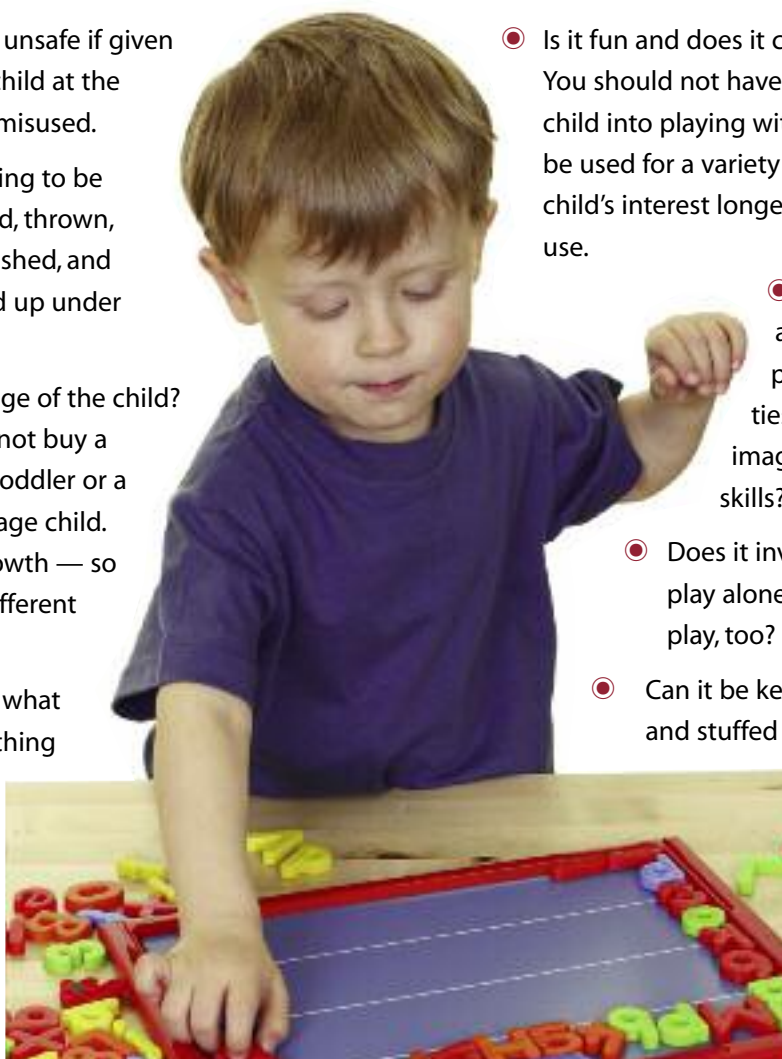 unsafe if given
child at the
misused.
ing to be
d, thrown,
shed, and
d up under
ge of the child?
not buy a
oddler or a
age child.
owth — so
fferent
what
thing
Is it fun and does it c
You should not have
child into playing wit
be used for a variety
child’s interest longe
use.
a
p
tie
imag
skills?
Does it inv
play alone
play, too?
Can it be ke
and stuffed